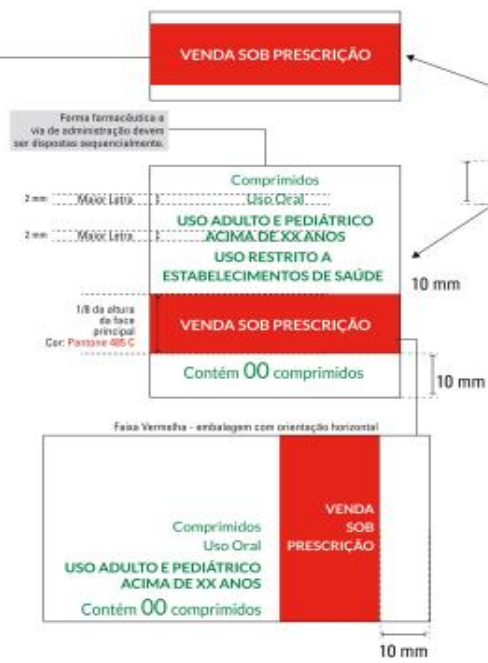 VENDA SOB PRESCRIÇÃO
Forma farmacêutica e
via de administração devem
ser dispostas sequencialmente.
Comprimidos
2 mm Maior Letra Uso Oral
USO ADULTO E PEDIÁTRICO
2 mm Maior Letra ACIMA DE XX ANOS
USO RESTRITO A
ESTABELECIMENTOS DE SAÚDE
10 mm
1/8 da altura
da face
principal
Cor: Pantone 485 C
VENDA SOB PRESCRIÇÃO
Contém 00 comprimidos
10 mm
Faixa Vermelha - embalagem com orientação horizontal
VENDA
SOB
PRESCRIÇÃO
Comprimidos
Uso Oral
USO ADULTO E PEDIÁTRICO
ACIMA DE XX ANOS
Contém 00 comprimidos
10 mm